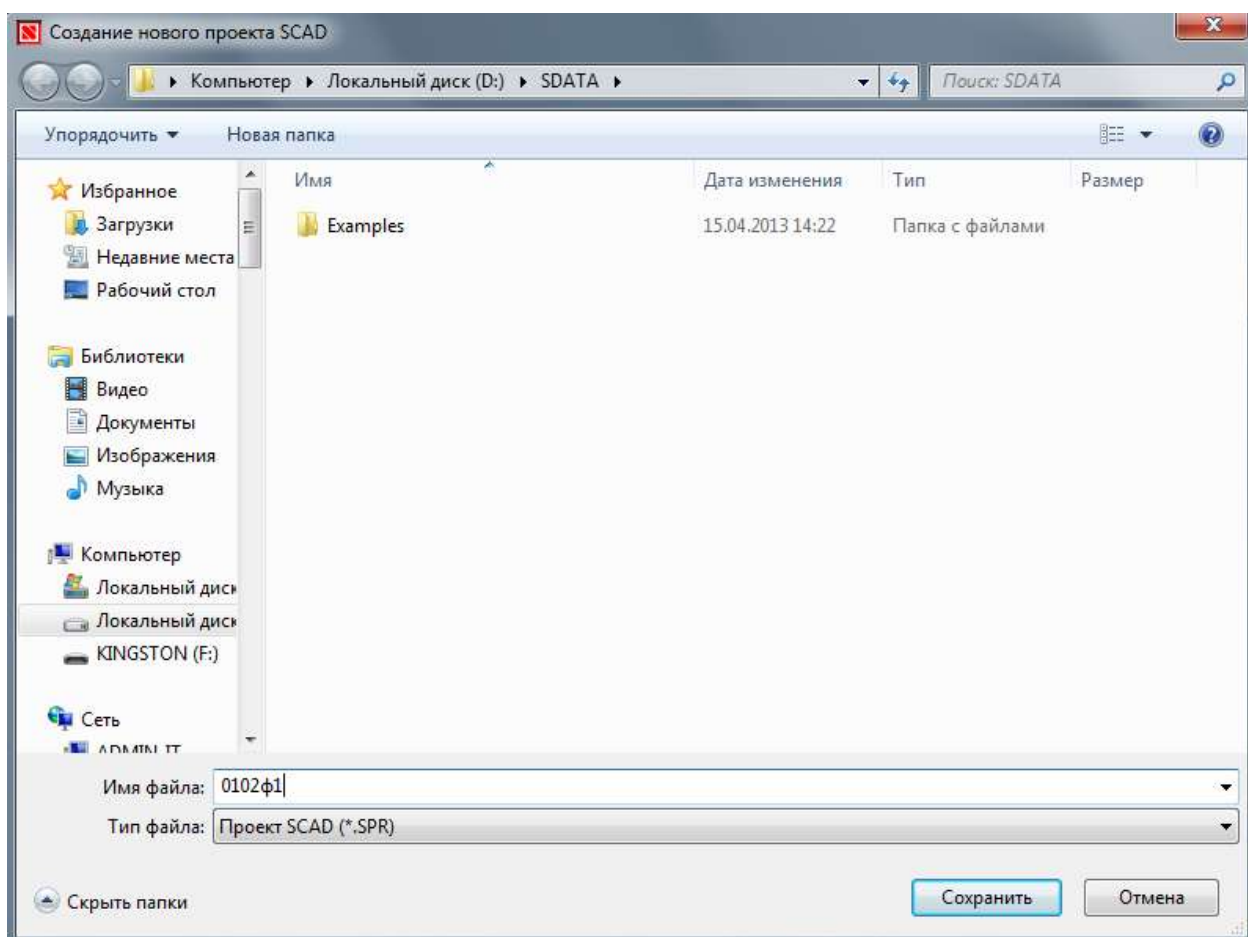 Создание нового проекта SCAD
Компьютер Локальный диск (D:) SDATA
Поиск: SDATA
Упорядочить Новая папка
Имя Дата изменения Тип Размер
Examples 15.04.2013 14:22 Папка с файлами
Избранное
Загрузки
Недавние места
Рабочий стол
Библиотеки
Видео
Документы
Изображения
Музыка
Компьютер
Локальный диск
Локальный диск
KINGSTON (F:)
Сеть
ADMIN_IT
Имя файла: 0102ф1
Тип файла: Проект SCAD (*.SPR)
Скрыть папки
Сохранить Отмена